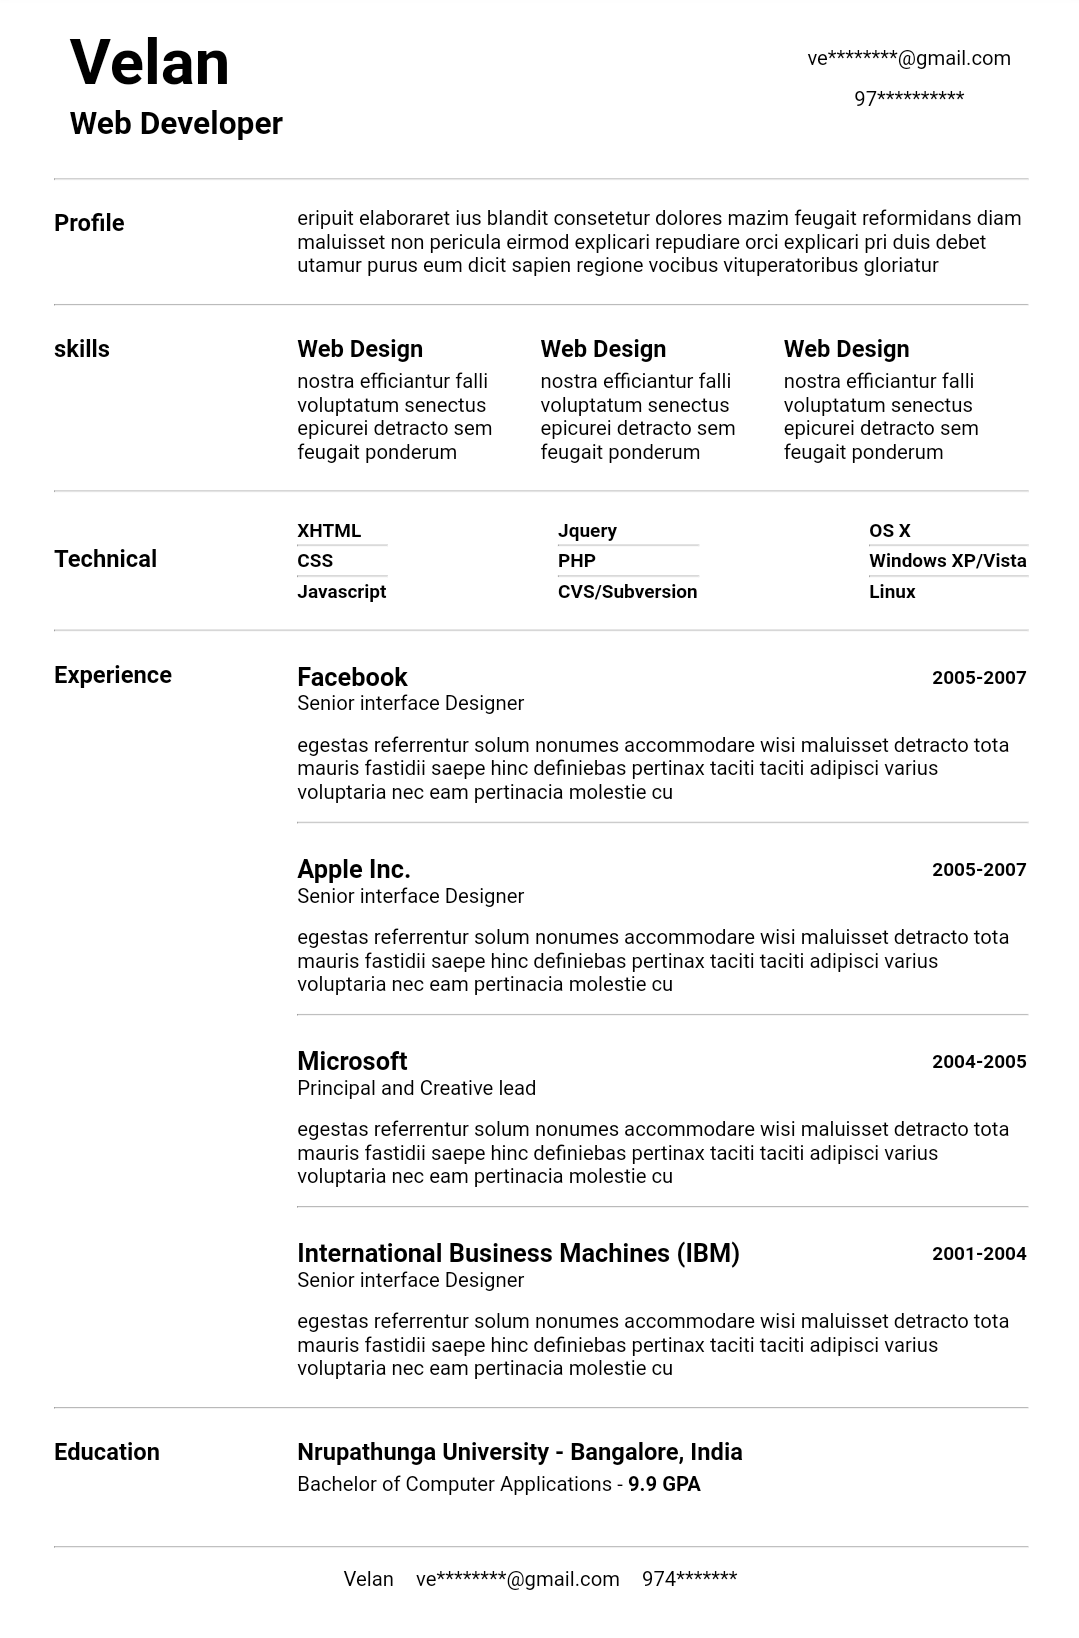 Velan
Web Developer
ve********@gmail.com
97**********
Profile
eripuit elaboraret ius blandit consetetur dolores mazim feugait reformidans diam
maluisset non pericula eirmod explicari repudiare orci explicari pri duis debet
utamur purus eum dicit sapien regione vocibus vituperatoribus gloriatur
skills
Web Design
nostra efficiantur falli
voluptatum senectus
epicurei detracto sem
feugait ponderum
Web Design
nostra efficiantur falli
voluptatum senectus
epicurei detracto sem
feugait ponderum
Web Design
nostra efficiantur falli
voluptatum senectus
epicurei detracto sem
feugait ponderum
Technical
XHTML
CSS
Javascript
Jquery
PHP
CVS/Subversion
OS X
Windows XP/Vista
Linux
Experience
Facebook
2005-2007
Senior interface Designer
egestas referrentur solum nonumes accommodare wisi maluisset detracto tota
mauris fastidii saepe hinc definiebas pertinax taciti taciti adipisci varius
voluptaria nec eam pertinacia molestie cu
Apple Inc.
2005-2007
Senior interface Designer
egestas referrentur solum nonumes accommodare wisi maluisset detracto tota
mauris fastidii saepe hinc definiebas pertinax taciti taciti adipisci varius
voluptaria nec eam pertinacia molestie cu
Microsoft
2004-2005
Principal and Creative lead
egestas referrentur solum nonumes accommodare wisi maluisset detracto tota
mauris fastidii saepe hinc definiebas pertinax taciti taciti adipisci varius
voluptaria nec eam pertinacia molestie cu
International Business Machines (IBM)
2001-2004
Senior interface Designer
egestas referrentur solum nonumes accommodare wisi maluisset detracto tota
mauris fastidii saepe hinc definiebas pertinax taciti taciti adipisci varius
voluptaria nec eam pertinacia molestie cu
Education
Nrupathunga University - Bangalore, India
Bachelor of Computer Applications - 9.9 GPA
Velan ve********@gmail.com 974*******